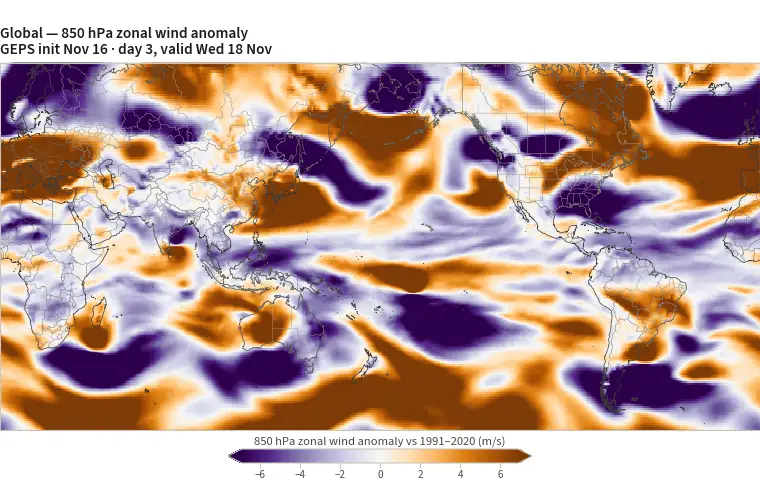 Global — 850 hPa zonal wind anomaly
GEPS init Nov 16 · day 3, valid Wed 18 Nov
850 hPa zonal wind anomaly vs 1991–2020 (m/s)
−6 −4 −2 0 2 4 6